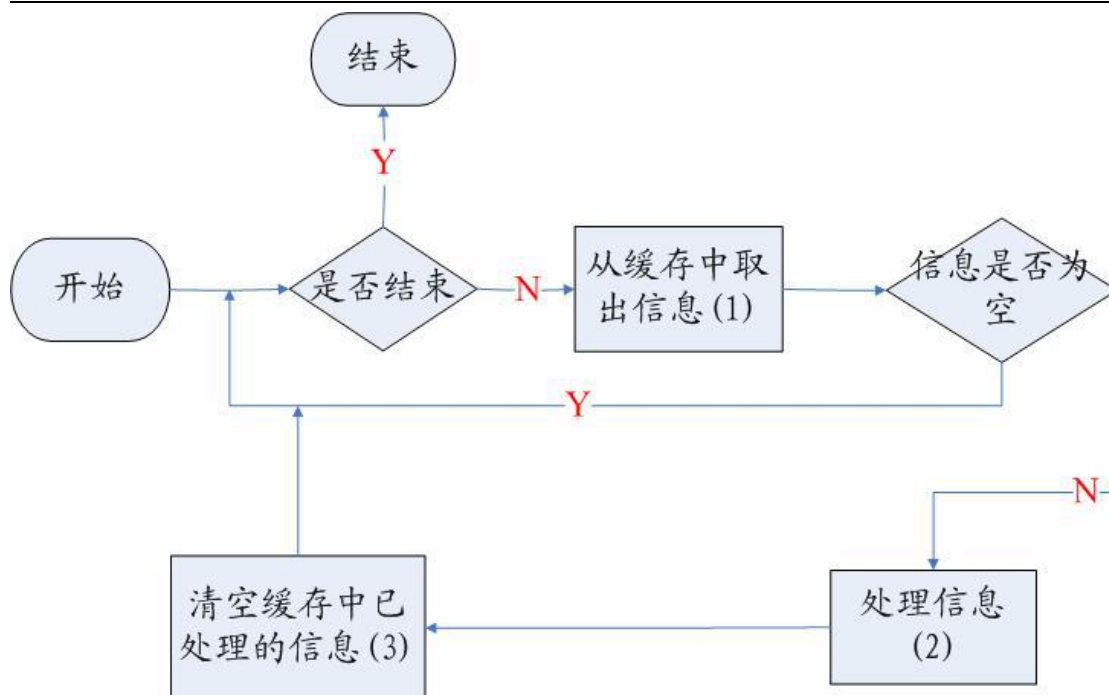 结束
Y
开始
是否结束
N
从缓存中取
出信息(1)
信息是否为
空
Y
N
清空缓存中已
处理的信息(3)
处理信息
(2)